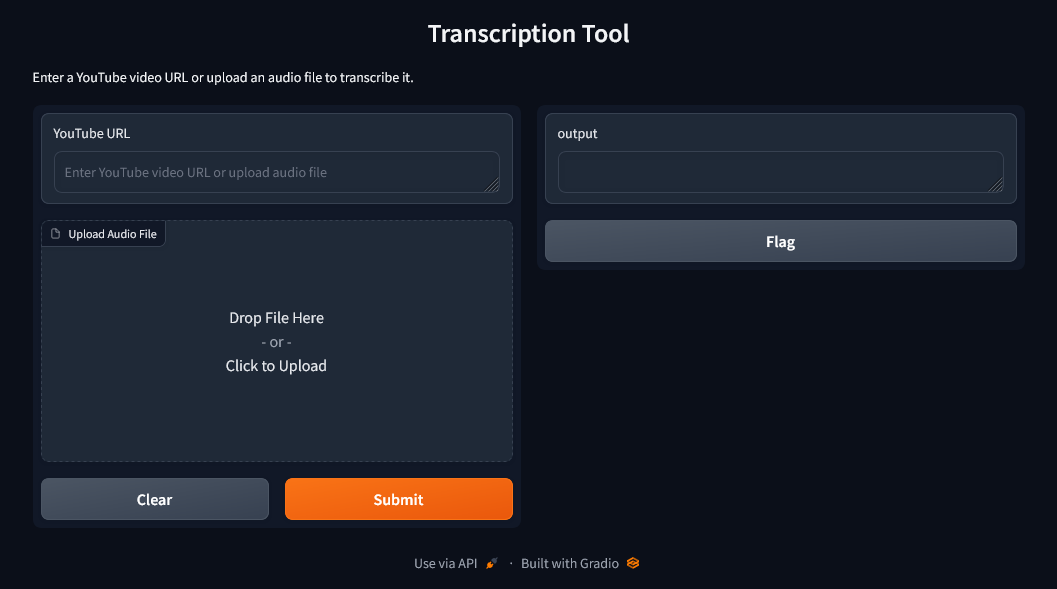 Transcription Tool
Enter a YouTube video URL or upload an audio file to transcribe it.
YouTube URL
Enter YouTube video URL or upload audio file
Upload Audio File
Drop File Here
- or -
Click to Upload
Clear
Submit
output
Flag
Use via API · Built with Gradio